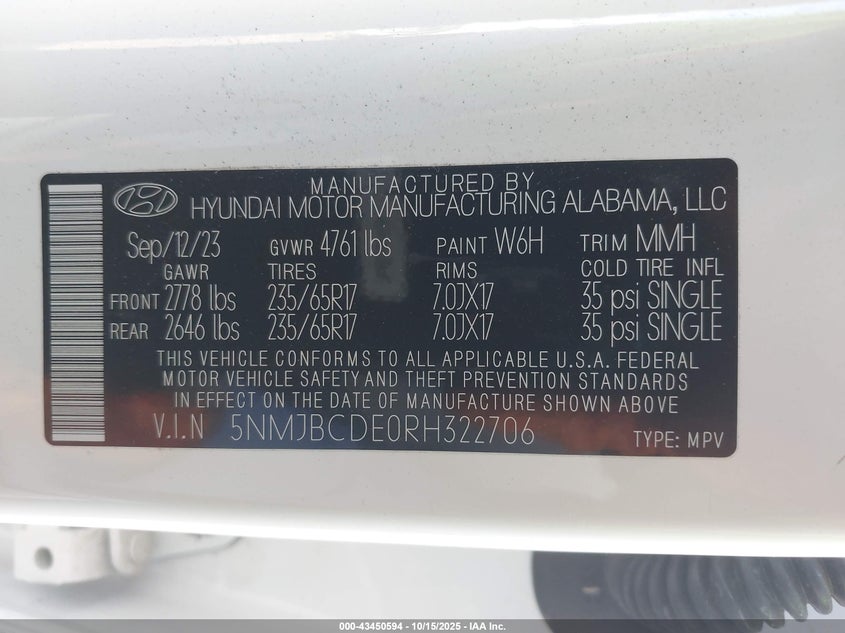 MANUFACTURED BY
HYUNDAI MOTOR MANUFACTURING ALABAMA, LLC
Sep/12/23 GVWR 4761 lbs PAINT W6H TRIM MMH
GAWR TIRES RIMS COLD TIRE INFL
FRONT 2778 lbs 235/65R17 7.0JX17 35 psi SINGLE
REAR 2646 lbs 235/65R17 7.0JX17 35 psi SINGLE
THIS VEHICLE CONFORMS TO ALL APPLICABLE U.S.A. FEDERAL
MOTOR VEHICLE SAFETY AND THEFT PREVENTION STANDARDS
IN EFFECT ON THE DATE OF MANUFACTURE SHOWN ABOVE
V.I.N 5NMJBCDE0RH322706 TYPE: MPV
000-43450594 - 10/15/2025 - IAA Inc.